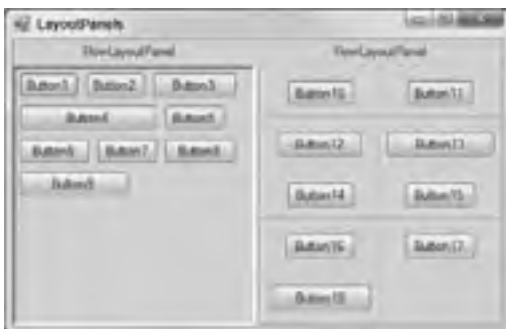 LayoutPanels
FlowLayoutPanel FlowLayoutPanel
Button1 Button2 Button3
Button4 Button5
Button6 Button7 Button8
Button9
Button10 Button11
Button12 Button13
Button14 Button15
Button16 Button17
Button18